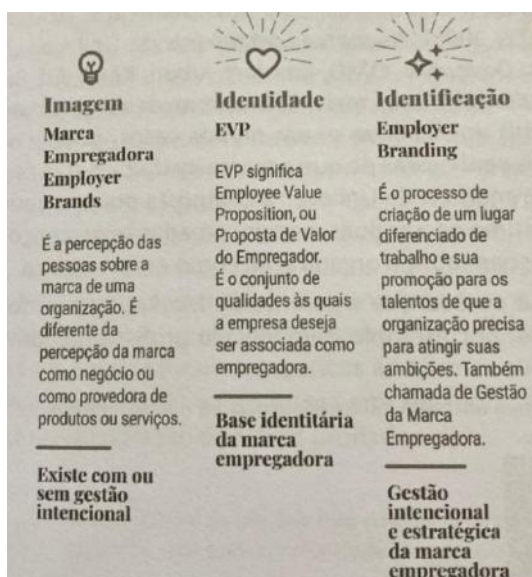 Imagem
Marca
Empregadora
Employer
Brands
É a percepção das
pessoas sobre a
marca de uma
organização. É
diferente da
percepção da marca
como negócio ou
como provedora de
produtos ou serviços.
Existe com ou
sem gestão
intencional
Identidade
EVP
EVP significa
Employee Value
Proposition, ou
Proposta de Valor
do Empregador.
É o conjunto de
qualidades às quais
a empresa deseja
ser associada como
empregadora.
Base identitária
da marca
empregadora
Identificação
Employer
Branding
É o processo de
criação de um lugar
diferenciado de
trabalho e sua
promoção para os
talentos de que a
organização precisa
para atingir suas
ambições. Também
chamada de Gestão
da Marca
Empregadora.
Gestão
intencional
e estratégica
da marca
empregadora